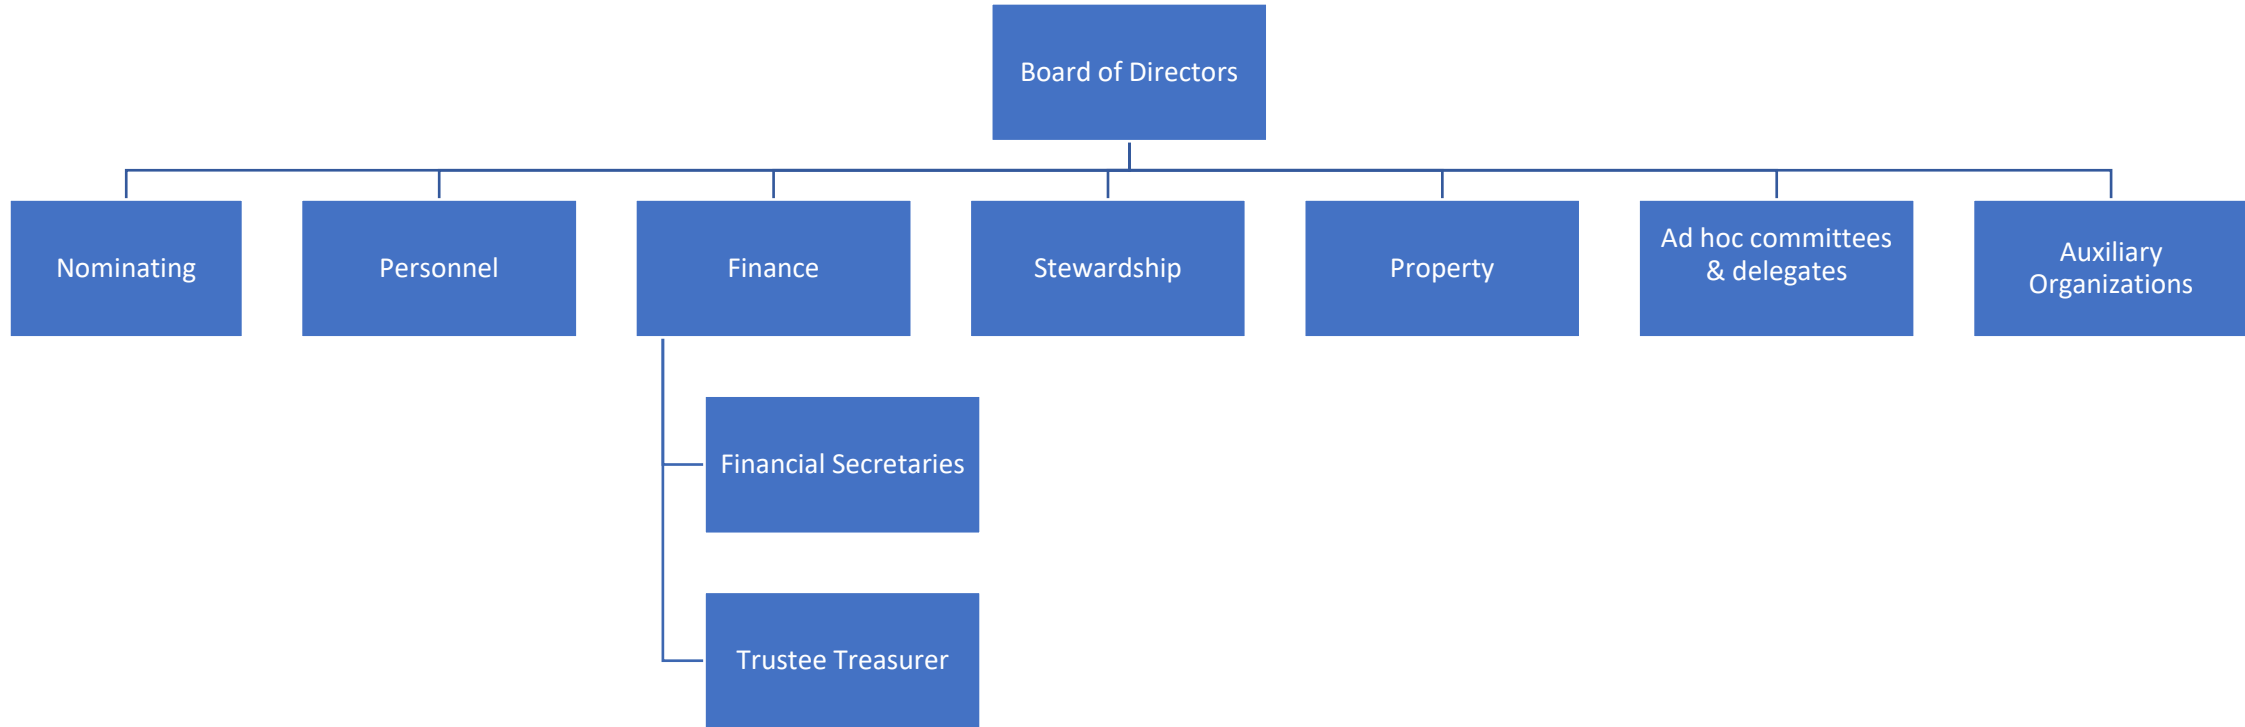 Board of Directors
Nominating
Personnel
Finance
Stewardship
Property
Ad hoc committees
& delegates
Auxiliary
Organizations
Financial Secretaries
Trustee Treasurer